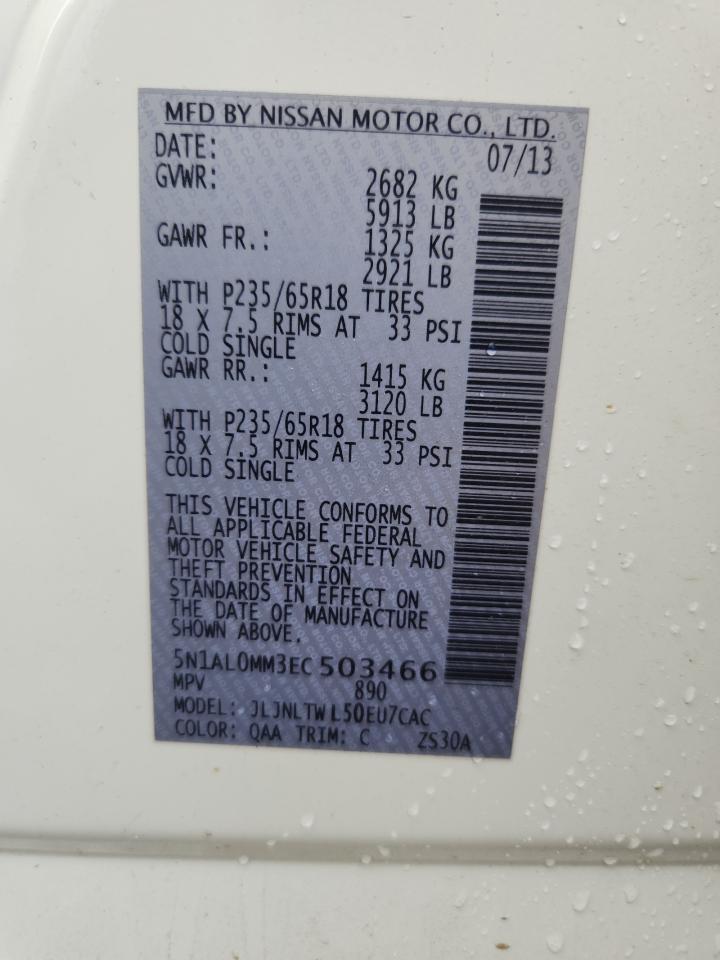 MFD BY NISSAN MOTOR CO., LTD.
DATE: 07/13
GVWR: 2682 KG
5913 LB
GAWR FR.: 1325 KG
2921 LB
WITH P235/65R18 TIRES
18 X 7.5 RIMS AT 33 PSI
COLD SINGLE
GAWR RR.: 1415 KG
3120 LB
WITH P235/65R18 TIRES
18 X 7.5 RIMS AT 33 PSI
COLD SINGLE
THIS VEHICLE CONFORMS TO
ALL APPLICABLE FEDERAL
MOTOR VEHICLE SAFETY AND
THEFT PREVENTION
STANDARDS IN EFFECT ON
THE DATE OF MANUFACTURE
SHOWN ABOVE.
5N1AL0MM3EC503466
MPV 890
MODEL: JLJNLTWL50EU7CAC
COLOR: QAA TRIM: C ZS30A